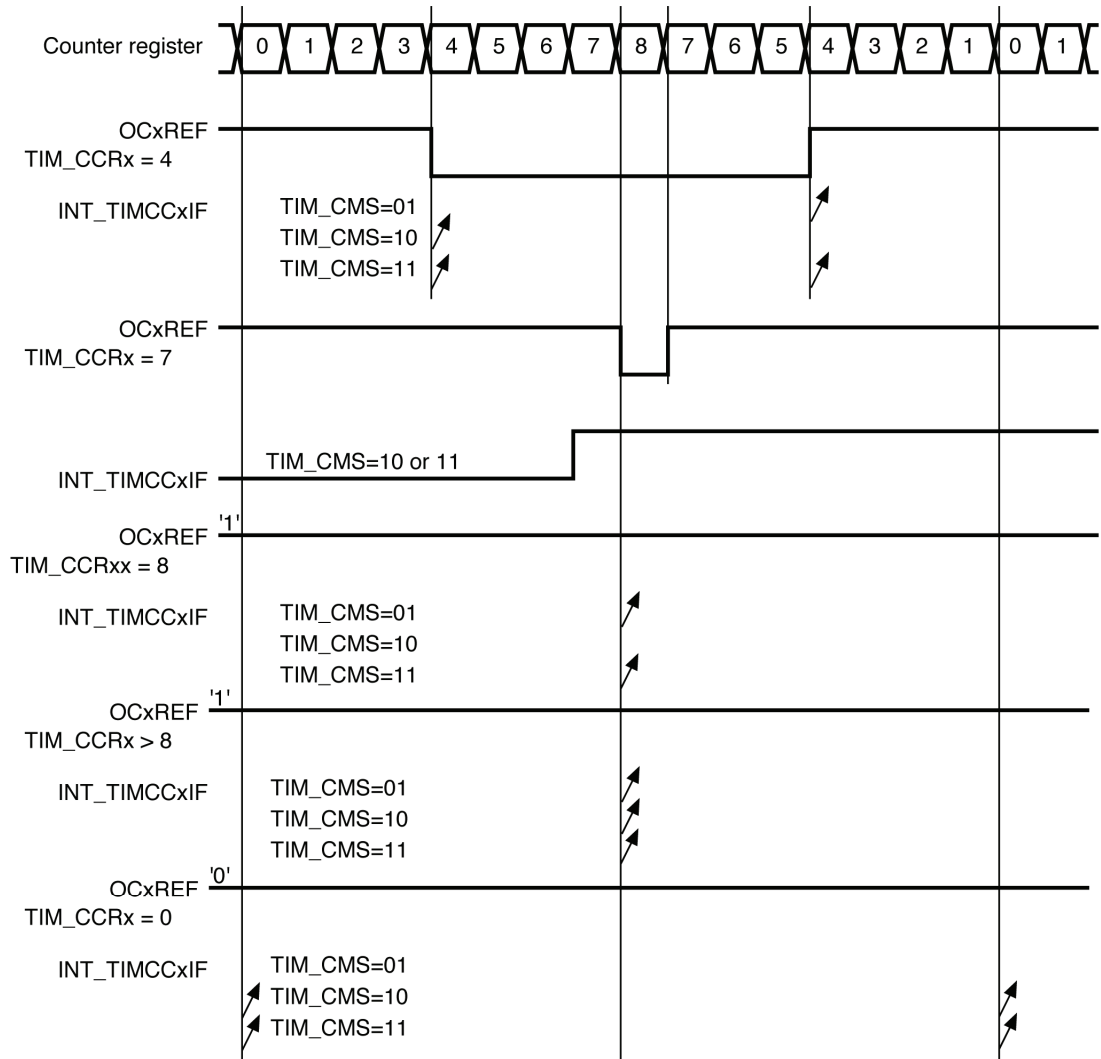 Counter register 0 1 2 3 4 5 6 7 8 7 6 5 4 3 2 1 0 1
OCxREF
TIM_CCRx = 4
INT_TIMCCxIF
TIM_CMS=01
TIM_CMS=10
TIM_CMS=11
OCxREF
TIM_CCRx = 7
TIM_CMS=10 or 11
INT_TIMCCxIF
'1'
OCxREF
TIM_CCRxx = 8
INT_TIMCCxIF
TIM_CMS=01
TIM_CMS=10
TIM_CMS=11
'1'
OCxREF
TIM_CCRx > 8
INT_TIMCCxIF
TIM_CMS=01
TIM_CMS=10
TIM_CMS=11
'0'
OCxREF
TIM_CCRx = 0
INT_TIMCCxIF
TIM_CMS=01
TIM_CMS=10
TIM_CMS=11